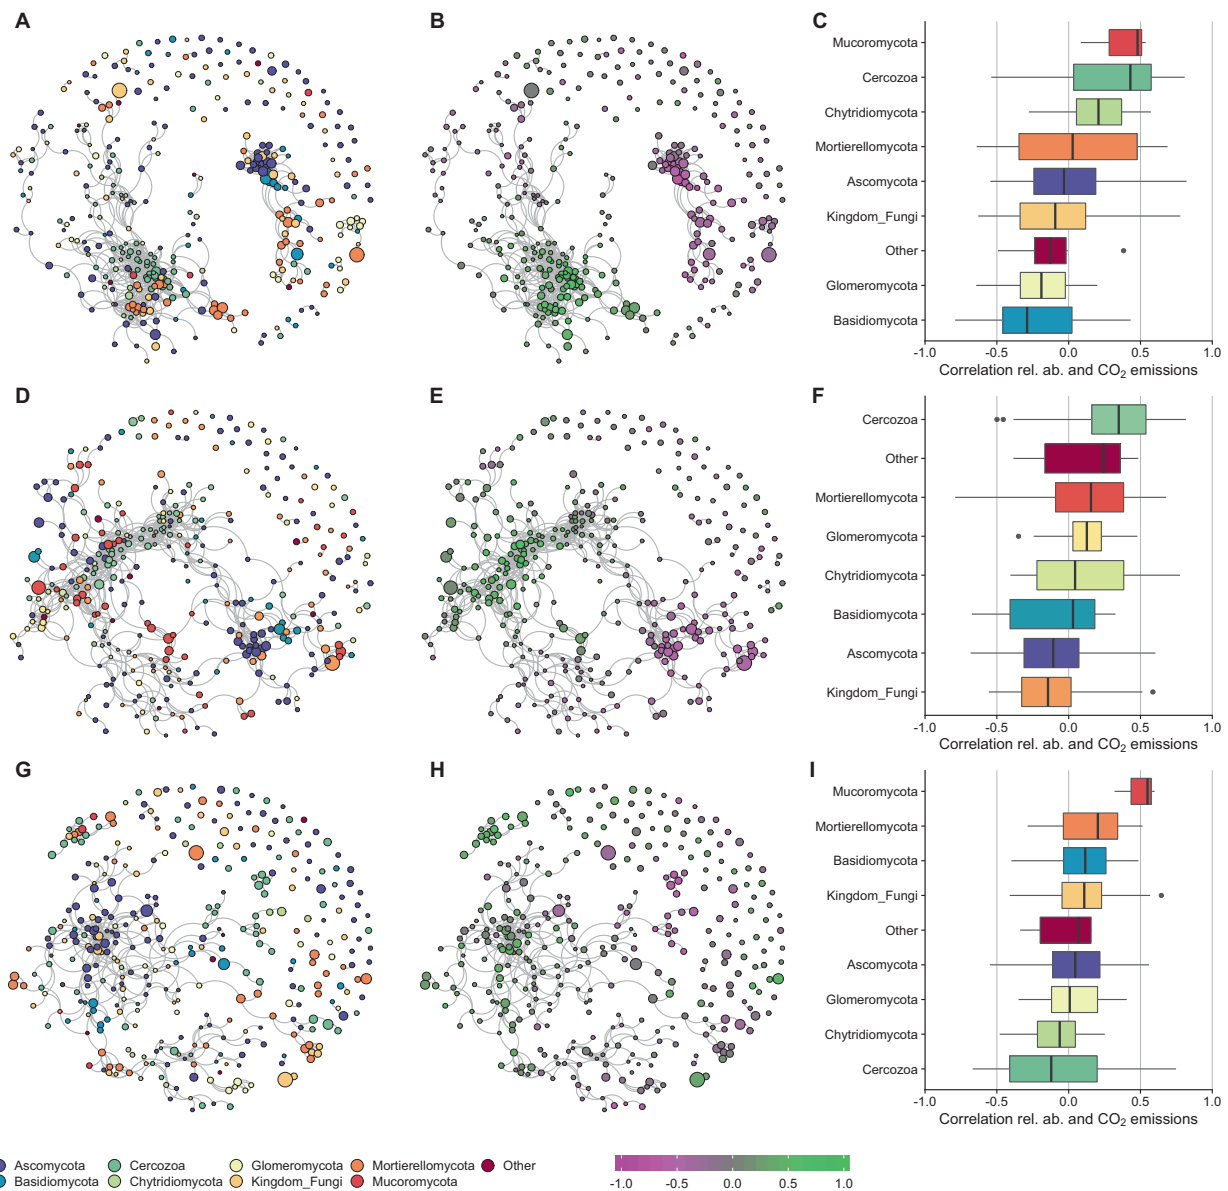 A
B
C
Mucoromycota
Cercozoa
Chytridiomycota
Mortierellomycota
Ascomycota
Kingdom_Fungi
Other
Glomeromycota
Basidiomycota
-1.0 -0.5 0.0 0.5 1.0
Correlation rel. ab. and CO2 emissions
D
E
F
Cercozoa
Other
Mortierellomycota
Glomeromycota
Chytridiomycota
Basidiomycota
Ascomycota
Kingdom_Fungi
-1.0 -0.5 0.0 0.5 1.0
Correlation rel. ab. and CO2 emissions
G
H
I
Mucoromycota
Mortierellomycota
Basidiomycota
Kingdom_Fungi
Other
Ascomycota
Glomeromycota
Chytridiomycota
Cercozoa
-1.0 -0.5 0.0 0.5 1.0
Correlation rel. ab. and CO2 emissions
Ascomycota Cercozoa Glomeromycota Mortierellomycota Other
Basidiomycota Chytridiomycota Kingdom_Fungi Mucoromycota
-1.0 -0.5 0.0 0.5 1.0